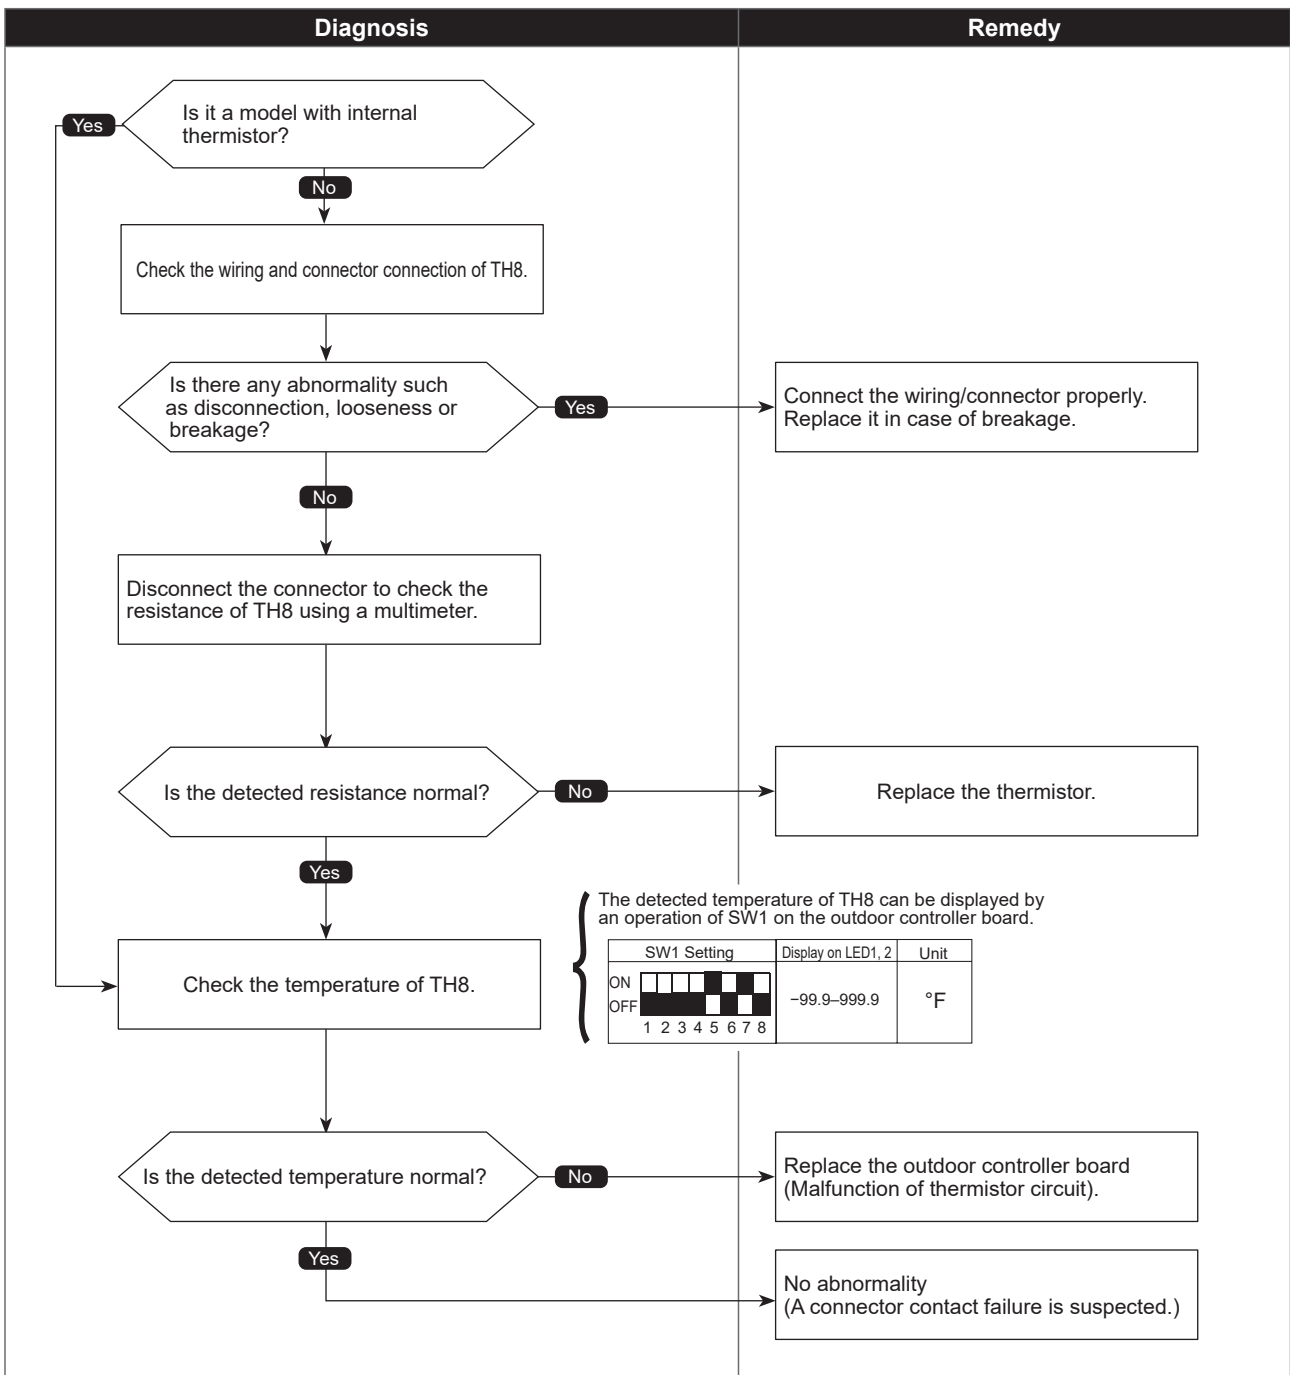 Diagnosis
Remedy
Is it a model with internal
thermistor?
Yes
No
Check the wiring and connector connection of TH8.
Is there any abnormality such
as disconnection, looseness or
breakage?
Yes
Connect the wiring/connector properly.
Replace it in case of breakage.
No
Disconnect the connector to check the
resistance of TH8 using a multimeter.
Is the detected resistance normal?
No
Replace the thermistor.
Yes
The detected temperature of TH8 can be displayed by
an operation of SW1 on the outdoor controller board.
SW1 Setting
Display on LED1, 2
Unit
ON
OFF
1 2 3 4 5 6 7 8
−99.9–999.9
°F
Check the temperature of TH8.
Is the detected temperature normal?
No
Replace the outdoor controller board
(Malfunction of thermistor circuit).
Yes
No abnormality
(A connector contact failure is suspected.)